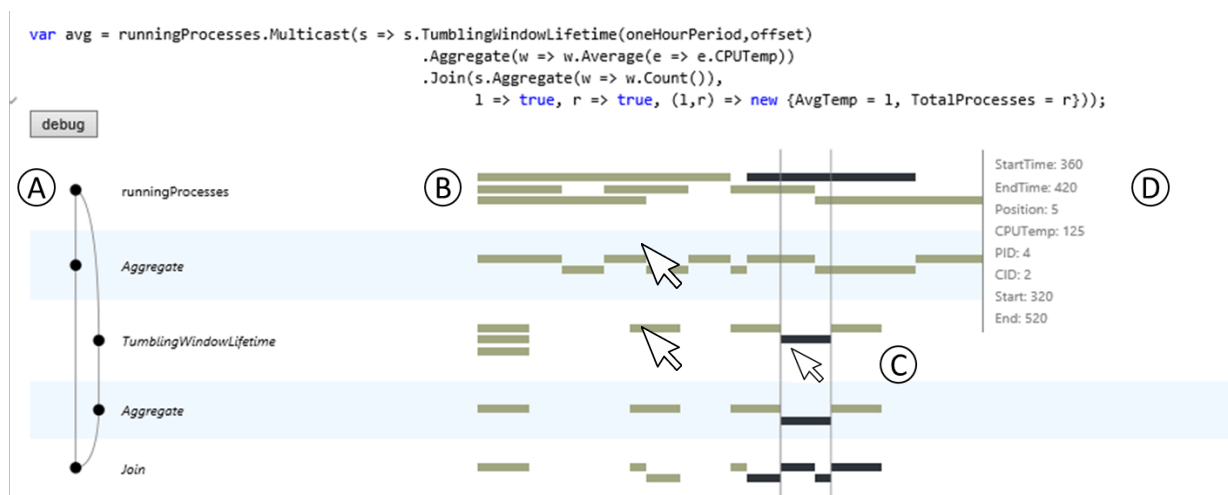 var avg = runningProcesses.Multicast(s => s.TumblingWindowLifetime(oneHourPeriod,offset)
.Aggregate(w => w.Average(e => e.CPUTemp))
.Join(s.Aggregate(w => w.Count()),
l => true, r => true, (l,r) => new {AvgTemp = l, TotalProcesses = r}));
debug
A
runningProcesses
B
StartTime: 360
EndTime: 420
D
Position: 5
CPUTemp: 125
PID: 4
CID: 2
Start: 320
End: 520
Aggregate
TumblingWindowLifetime
C
Aggregate
Join